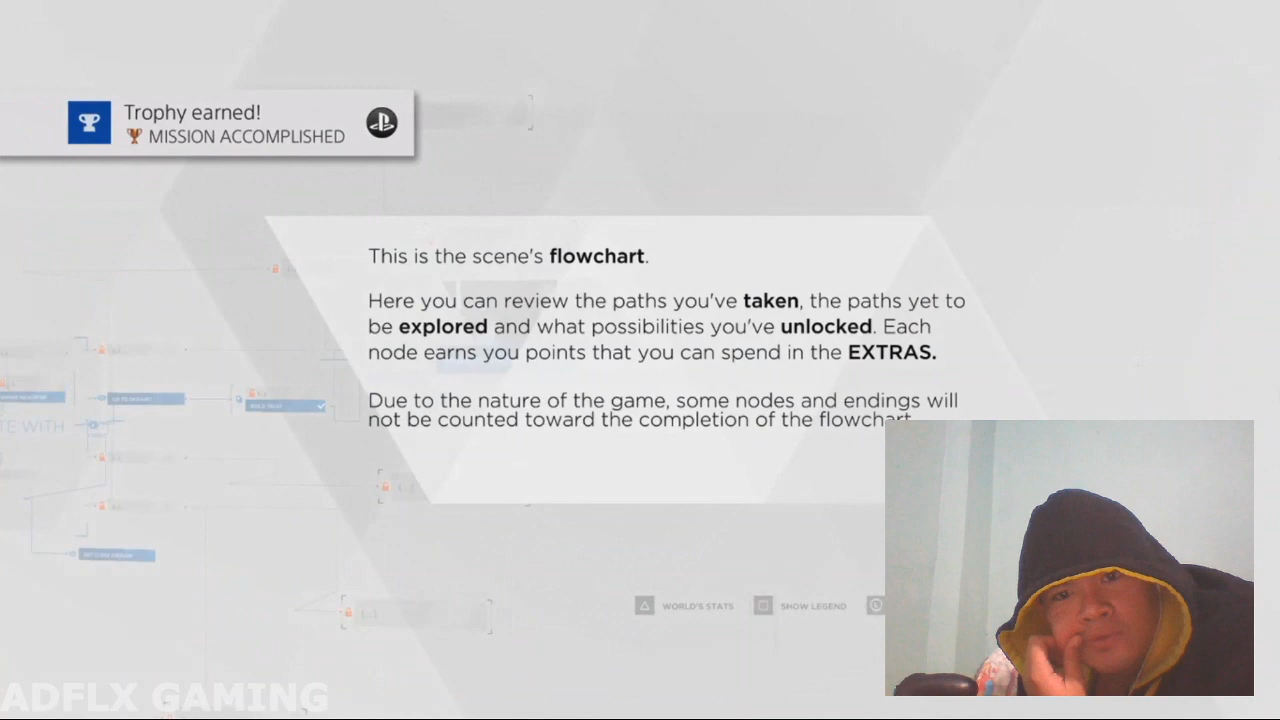 Trophy earned!
MISSION ACCOMPLISHED
This is the scene's flowchart.
Here you can review the paths you've taken, the paths yet to
be explored and what possibilities you've unlocked. Each
node earns you points that you can spend in the EXTRAS.
Due to the nature of the game, some nodes and endings will
not be counted toward the completion of the flowchart
TE WITH
WORLD'S STATS
SHOW LEGEND
L
ADFLX GAMING